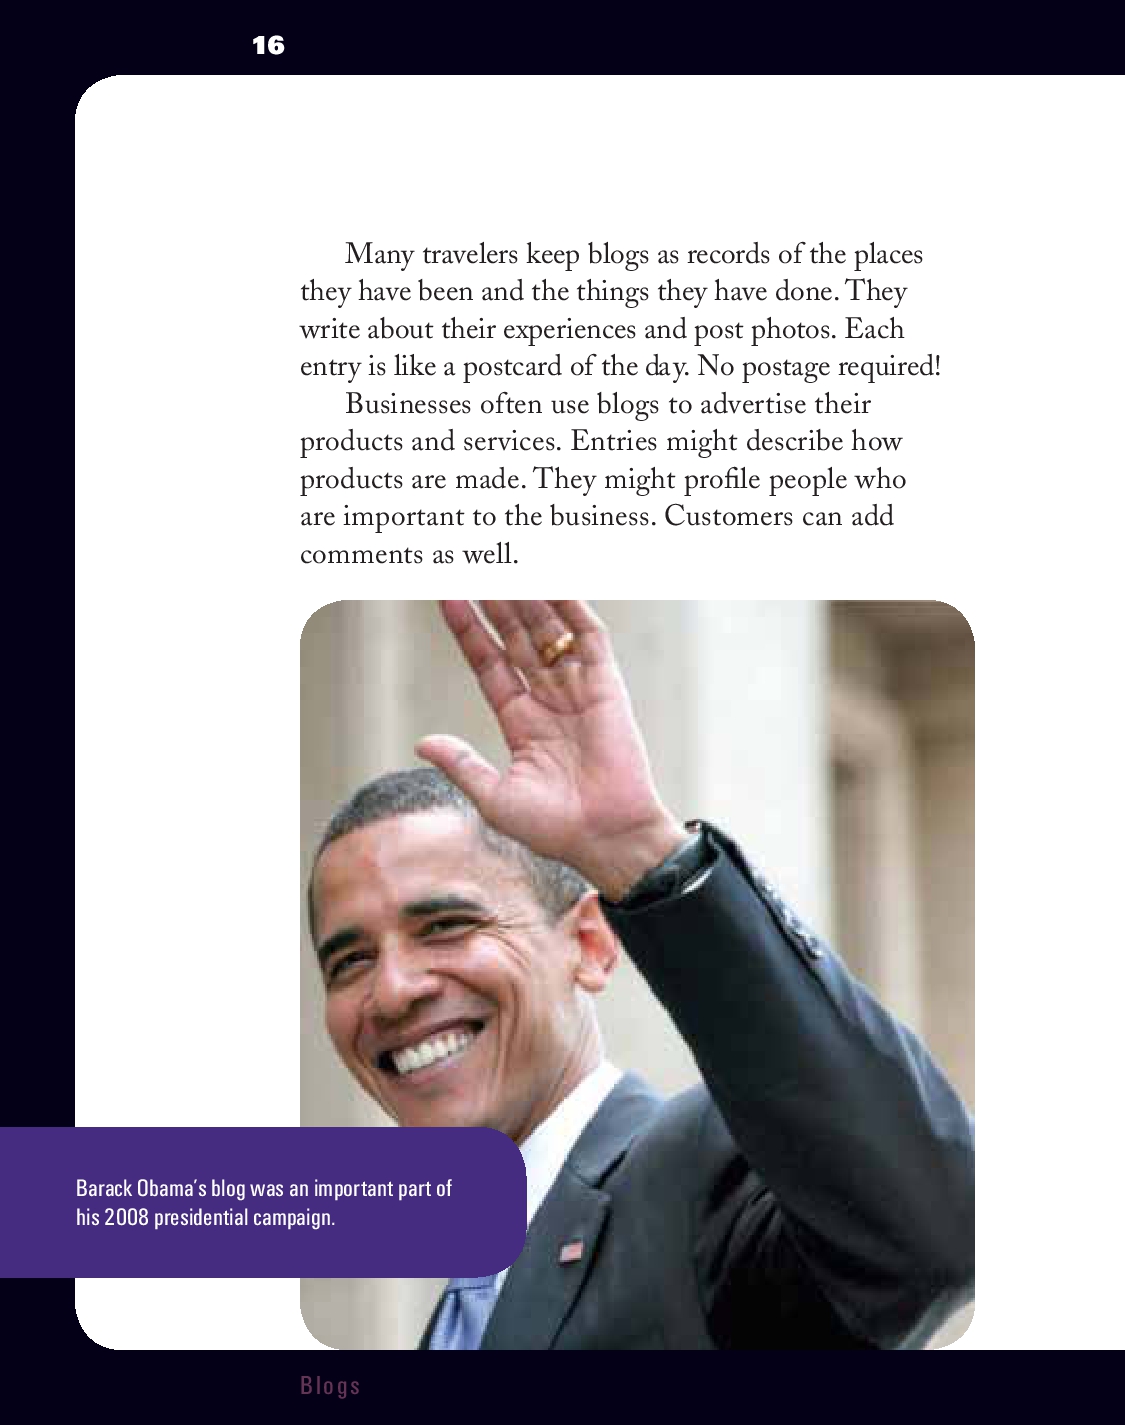 16
Many travelers keep blogs as records of the places
they have been and the things they have done. They
write about their experiences and post photos. Each
entry is like a postcard of the day. No postage required!
Businesses often use blogs to advertise their
products and services. Entries might describe how
products are made. They might profile people who
are important to the business. Customers can add
comments as well.
Barack Obama's blog was an important part of
his 2008 presidential campaign.
Blogs